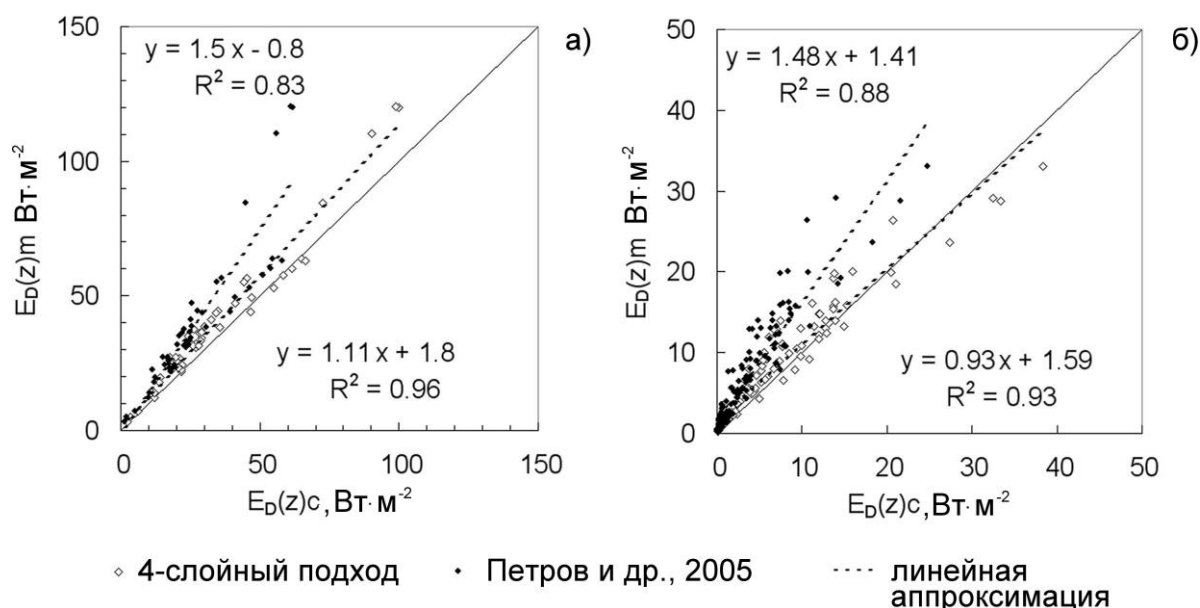 150
100
50
0
0
50
100
150
y = 1.5 x - 0.8
R² = 0.83
y = 1.11x + 1.8
R² = 0.96
а)
E_D(z)m Вт·м⁻²
E_D(z)c, Вт·м⁻²
50
40
30
20
10
0
0
10
20
30
40
50
y = 1.48x + 1.41
R² = 0.88
y = 0.93x + 1.59
R² = 0.93
б)
E_D(z)m Вт·м⁻²
E_D(z)c, Вт·м⁻²
4-слойный подход
Петров и др., 2005
линейная
аппроксимация